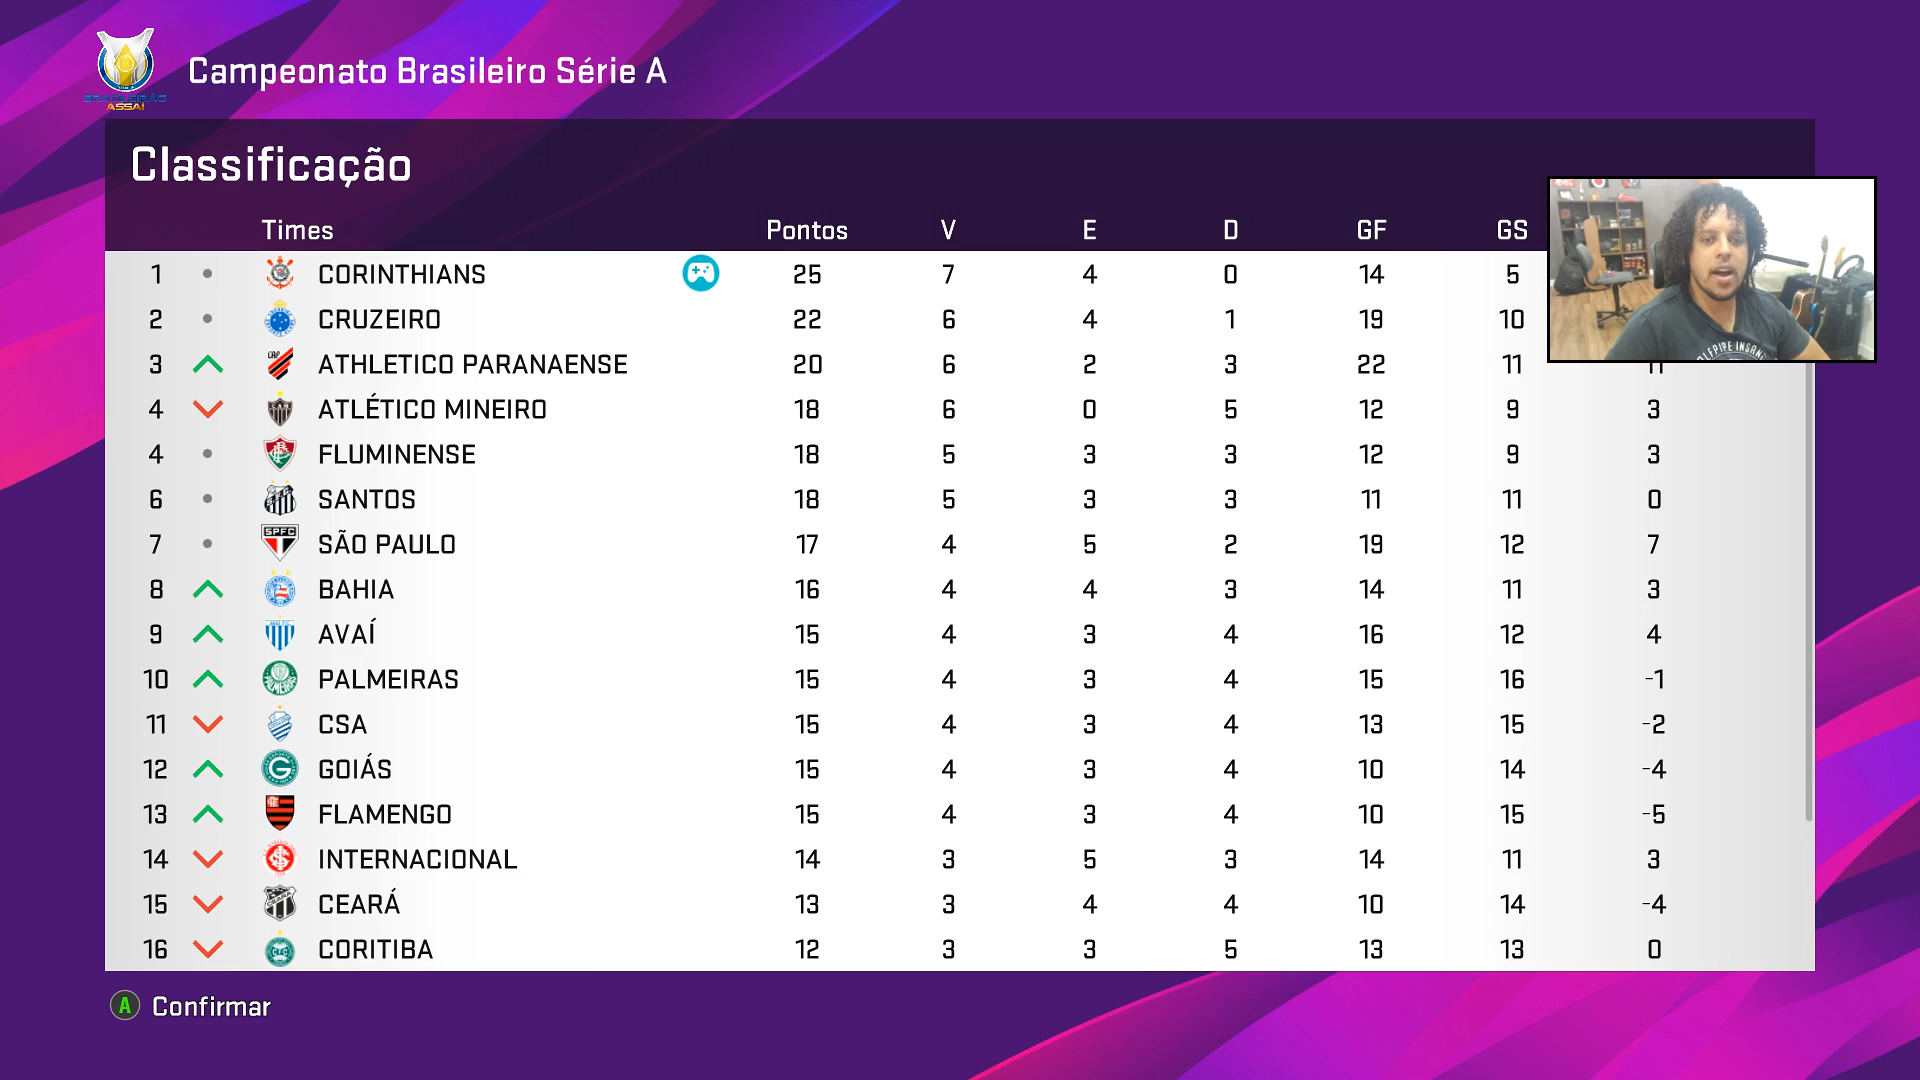 BRASILEIRÃO
ASSAÍ
Campeonato Brasileiro Série A
Classificação
Times Pontos V E D GF GS
1 CORINTHIANS 25 7 4 0 14 5
2 CRUZEIRO 22 6 4 1 19 10
3 ATHLETICO PARANAENSE 20 6 2 3 22 11 11
4 ATLÉTICO MINEIRO 18 6 0 5 12 9 3
4 FLUMINENSE 18 5 3 3 12 9 3
6 SANTOS 18 5 3 3 11 11 0
7 SÃO PAULO 17 4 5 2 19 12 7
8 BAHIA 16 4 4 3 14 11 3
9 AVAÍ 15 4 3 4 16 12 4
10 PALMEIRAS 15 4 3 4 15 16 -1
11 CSA 15 4 3 4 13 15 -2
12 GOIÁS 15 4 3 4 10 14 -4
13 FLAMENGO 15 4 3 4 10 15 -5
14 INTERNACIONAL 14 3 5 3 14 11 3
15 CEARÁ 13 3 4 4 10 14 -4
16 CORITIBA 12 3 3 5 13 13 0
A Confirmar